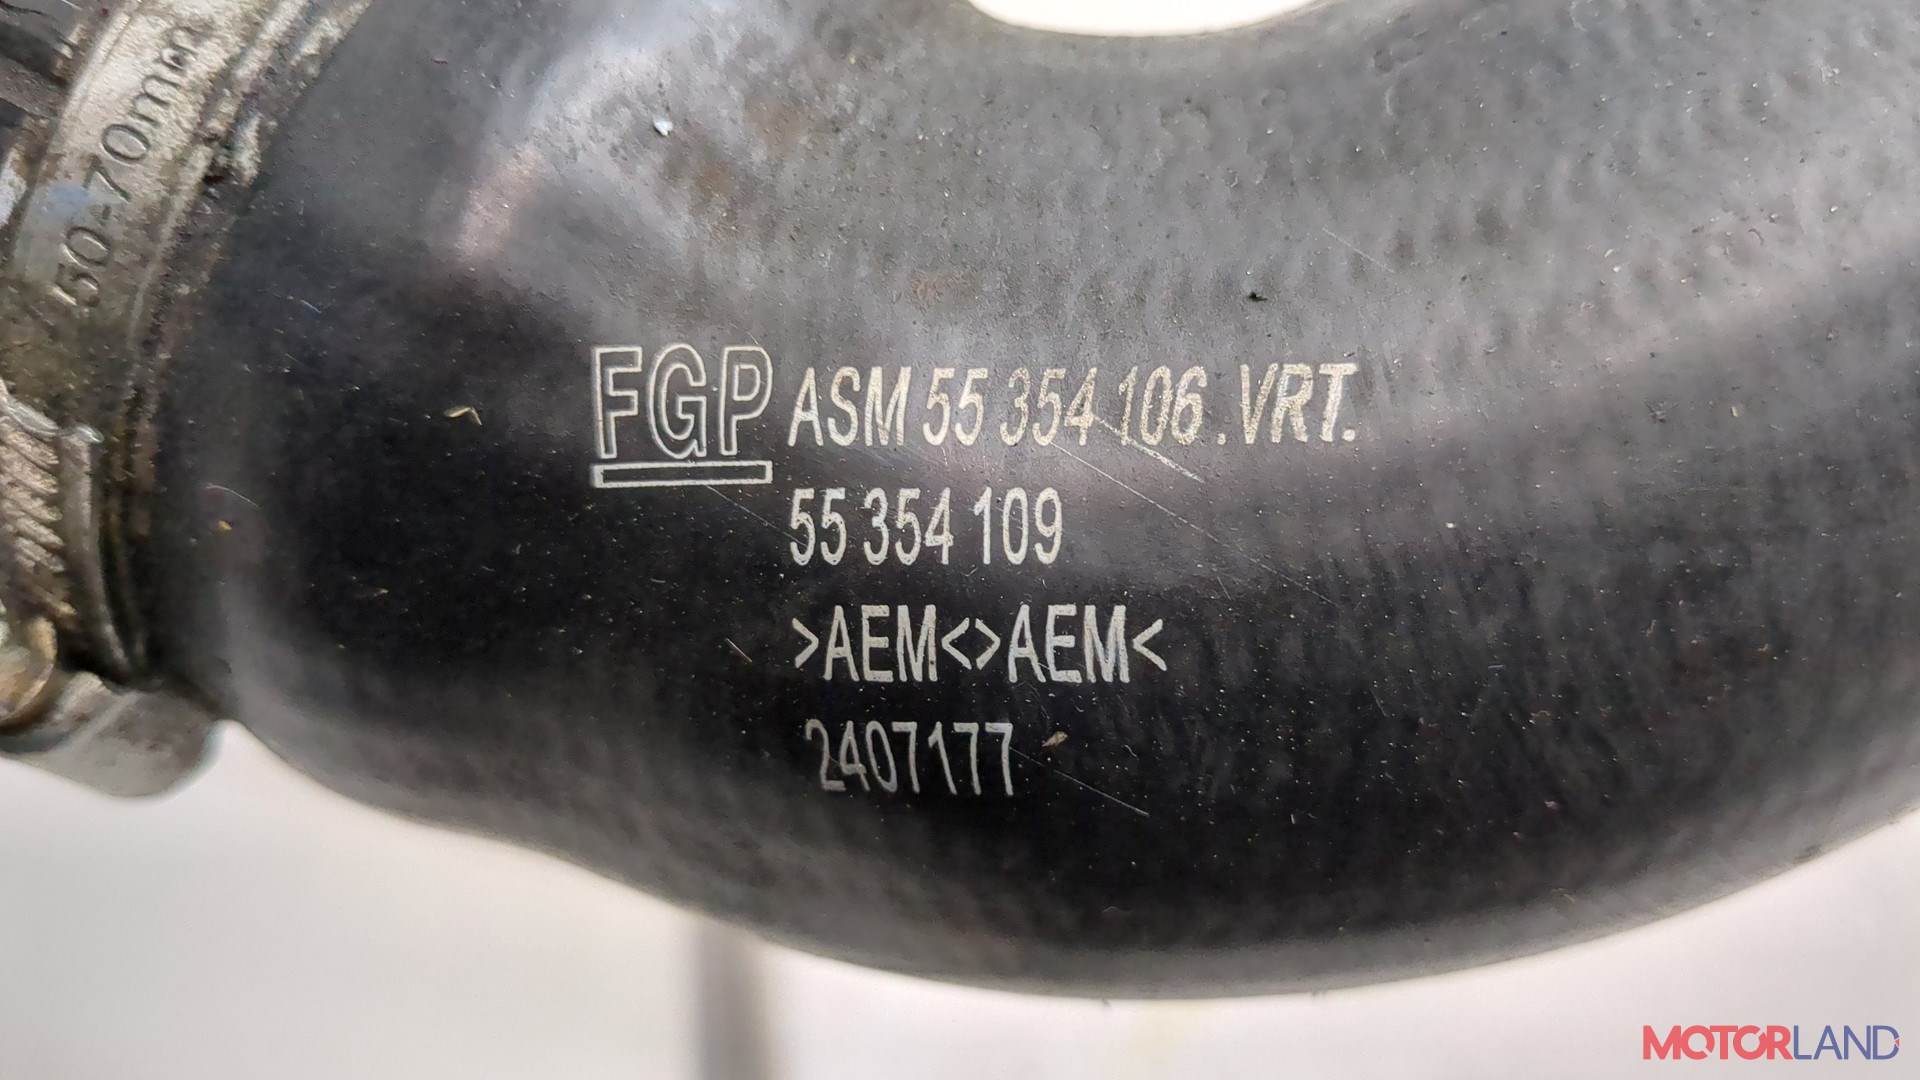 50-70mm
FGP ASM 55 354 106 .VRT.
55 354 109
>AEM<>AEM<
2407177
MOTORLAND